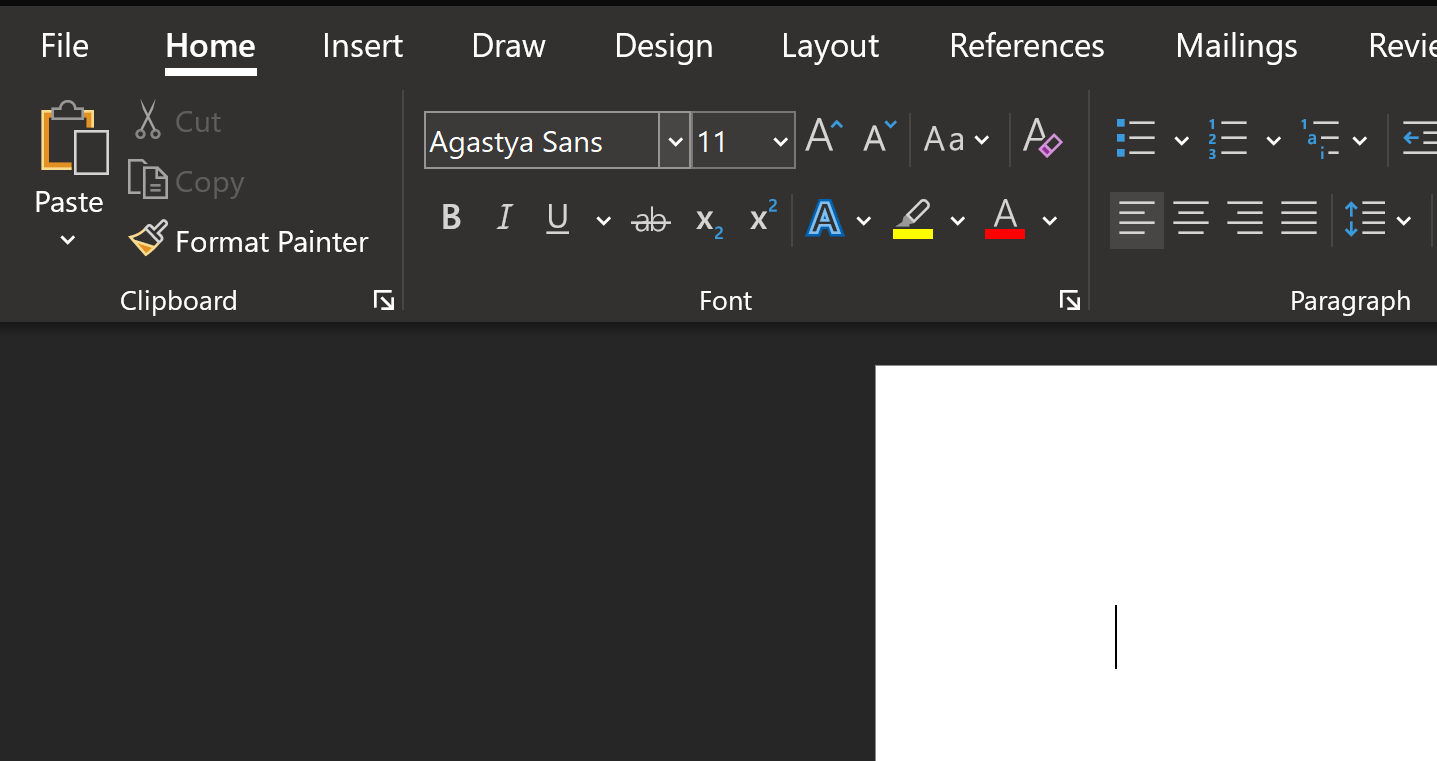 File Home Insert Draw Design Layout References Mailings
Cut
Agastya Sans 11 Aa
Copy
Paste
Format Painter
Clipboard Font Paragraph